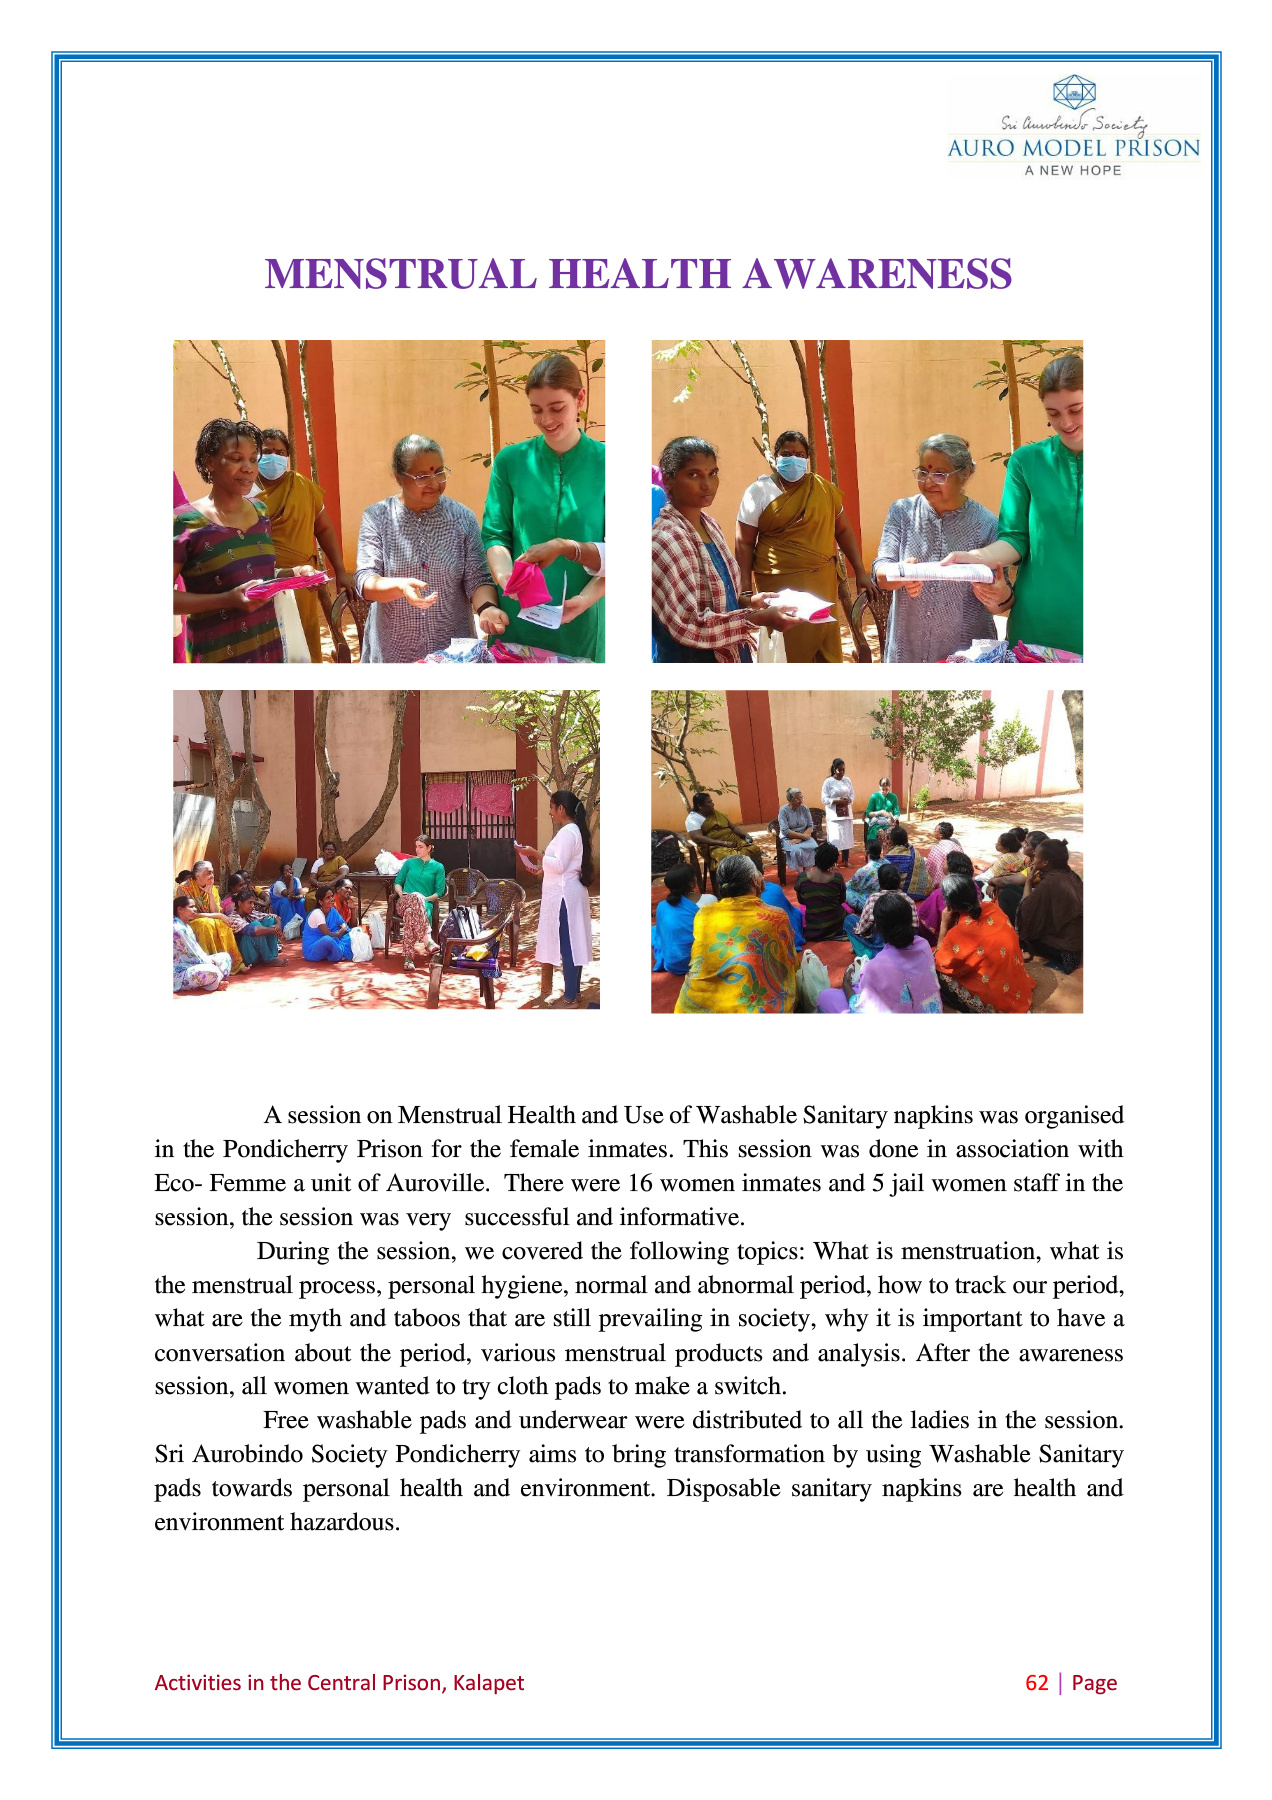 Sri Aurobindo Society
AURO MODEL PRISON
A NEW HOPE
MENSTRUAL HEALTH AWARENESS
A session on Menstrual Health and Use of Washable Sanitary napkins was organised
in the Pondicherry Prison for the female inmates. This session was done in association with
Eco- Femme a unit of Auroville. There were 16 women inmates and 5 jail women staff in the
session, the session was very successful and informative.
During the session, we covered the following topics: What is menstruation, what is
the menstrual process, personal hygiene, normal and abnormal period, how to track our period,
what are the myth and taboos that are still prevailing in society, why it is important to have a
conversation about the period, various menstrual products and analysis. After the awareness
session, all women wanted to try cloth pads to make a switch.
Free washable pads and underwear were distributed to all the ladies in the session.
Sri Aurobindo Society Pondicherry aims to bring transformation by using Washable Sanitary
pads towards personal health and environment. Disposable sanitary napkins are health and
environment hazardous.
Activities in the Central Prison, Kalapet 62 | Page